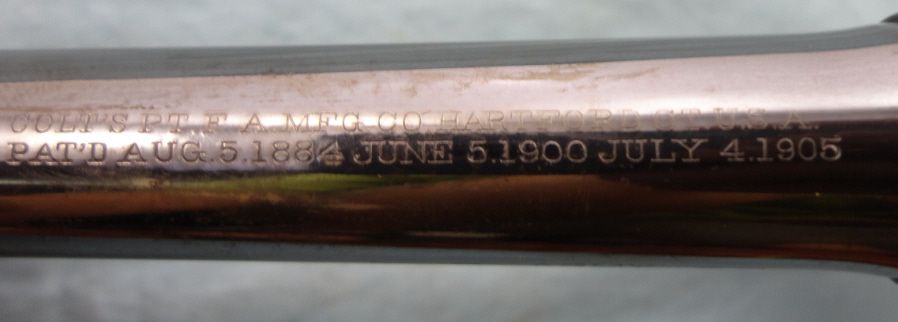 COLT'S PT. F. A. MFG. CO. HARTFORD CT. U.S.A.
PAT'D AUG. 5.1884 JUNE 5.1900 JULY 4.1905